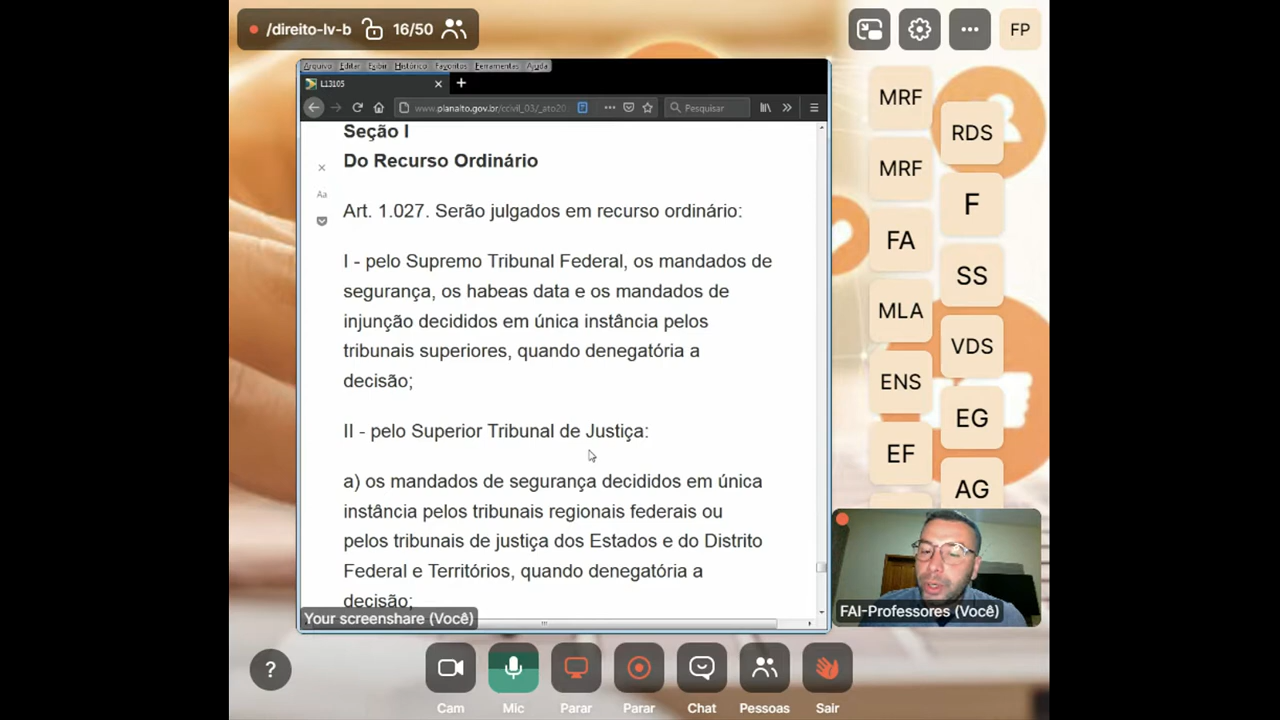 /direito-lv-b
16/50
FP
Arquivo Editar Exibir Histórico Favoritos Ferramentas Ajuda
L13105
www.planalto.gov.br/ccivil_03/_ato20
Pesquisar
Seção I
Do Recurso Ordinário
Aa
Art. 1.027. Serão julgados em recurso ordinário:
I - pelo Supremo Tribunal Federal, os mandados de
segurança, os habeas data e os mandados de
injunção decididos em única instância pelos
tribunais superiores, quando denegatória a
decisão;
II - pelo Superior Tribunal de Justiça:
a) os mandados de segurança decididos em única
instância pelos tribunais regionais federais ou
pelos tribunais de justiça dos Estados e do Distrito
Federal e Territórios, quando denegatória a
decisão;
Your screenshare (Você)
MRF
RDS
MRF
F
FA
SS
MLA
VDS
ENS
EG
EF
AG
FAI-Professores (Você)
?
Cam
Mic
Parar
Parar
Chat
Pessoas
Sair